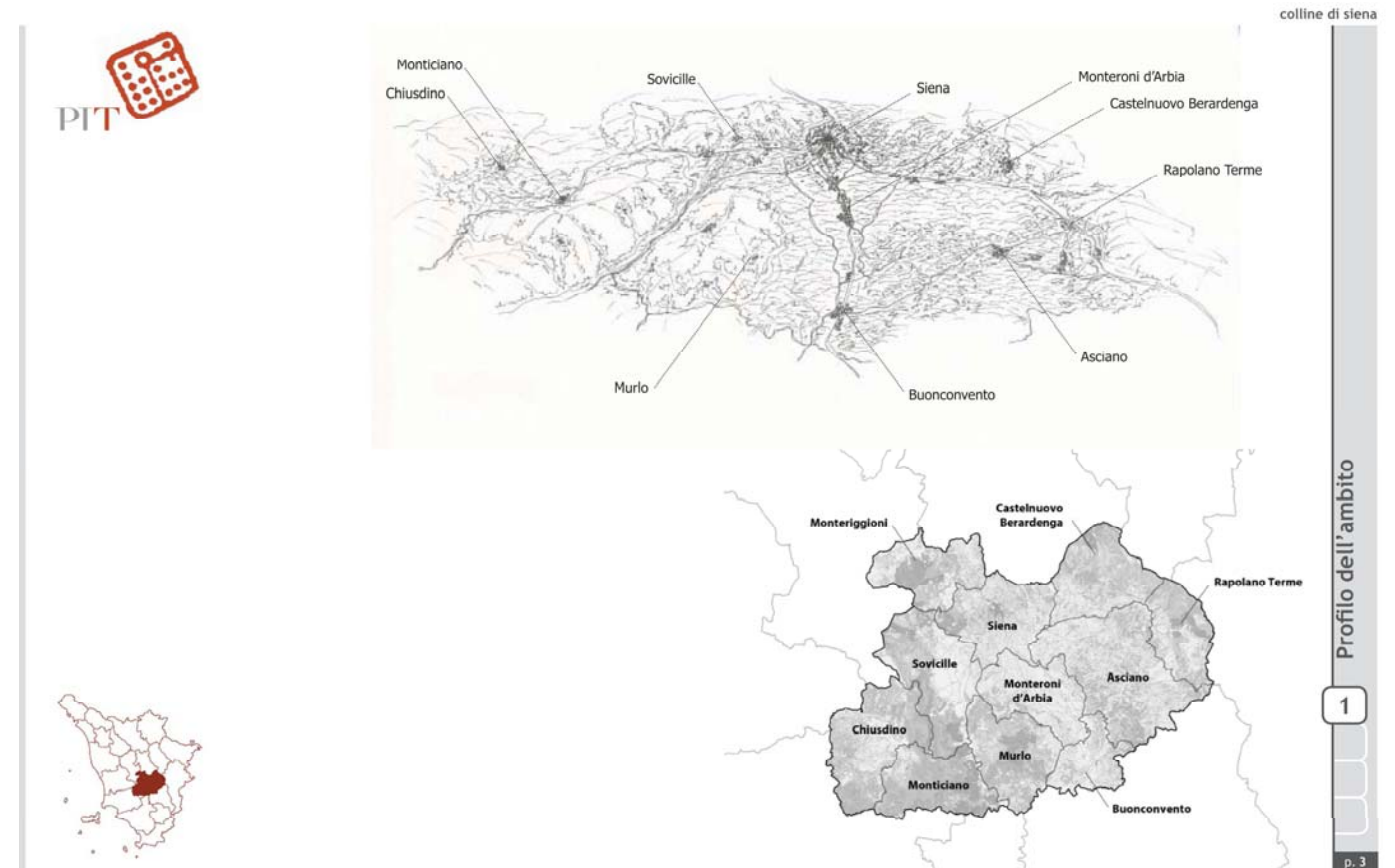 colline di siena
PIT
Monticiano
Chiusdino
Sovicille
Siena
Monteroni d'Arbia
Castelnuovo Berardenga
Rapolano Terme
Asciano
Buonconvento
Murlo
Profilo dell'ambito
1
Monteriggioni
Castelnuovo
Berardenga
Rapolano Terme
Siena
Sovicille
Monteroni
d'Arbia
Asciano
Chiusdino
Murlo
Monticiano
Buonconvento
p. 3